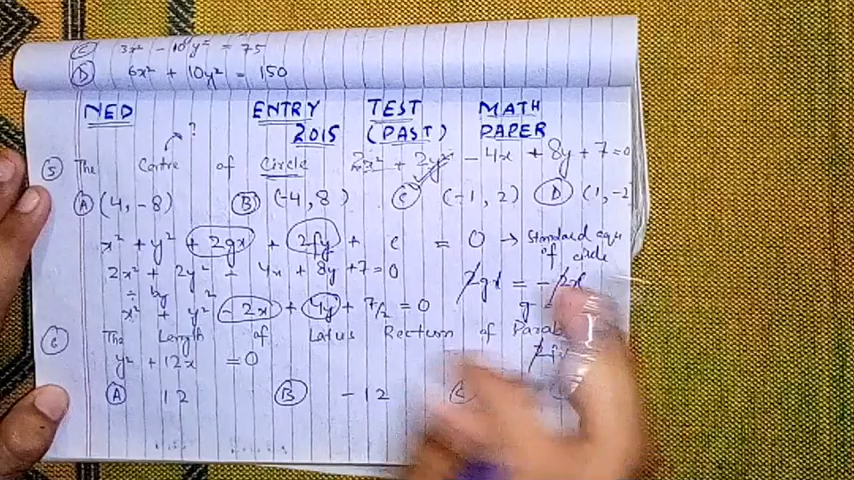 C 3x² - 10y² = 75
D 6x² + 10y² = 150
NED ENTRY TEST MATH
2015 (PAST) PAPER
?
5 The Centre of Circle 2x² + 2y² - 4x + 8y + 7 = 0
A (4, -8) B (-4, 8) C (-1, 2) D (1, -2
x² + y² + 2gx + 2fy + c = 0 → Standard equ
of circle
2x² + 2y² - 4x + 8y + 7 = 0
2gx = -2x
÷ by 2
x² + y² - 2x + 4y + 7/2 = 0
g =
6 The Length of Latus Rectum of Parab
y² + 12x = 0
2f
A 12 B -12